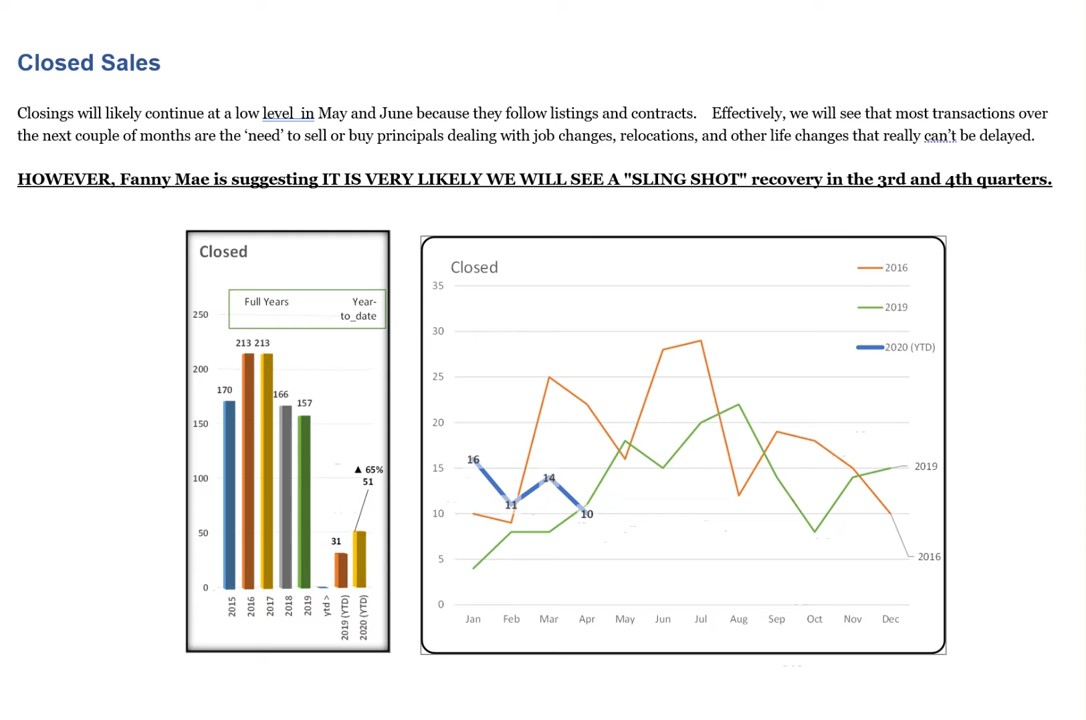 Closed Sales
Closings will likely continue at a low level  in May and June because they follow listings and contracts.    Effectively, we will see that most transactions over
the next couple of months are the ‘need’ to sell or buy principals dealing with job changes, relocations, and other life changes that really can’t be delayed.
HOWEVER, Fanny Mae is suggesting IT IS VERY LIKELY WE WILL SEE A "SLING SHOT" recovery in the 3rd and 4th quarters.
Closed
Full Years
Year-
to_date
250
200
150
100
50
0
170
213 213
166
157
31
▲ 65%
51
2015
2016
2017
2018
2019
ytd >
2019 (YTD)
2020 (YTD)
Closed
2016
2019
2020 (YTD)
35
30
25
20
15
10
5
0
16
11
14
10
2019
2016
Jan Feb Mar Apr May Jun Jul Aug Sep Oct Nov Dec